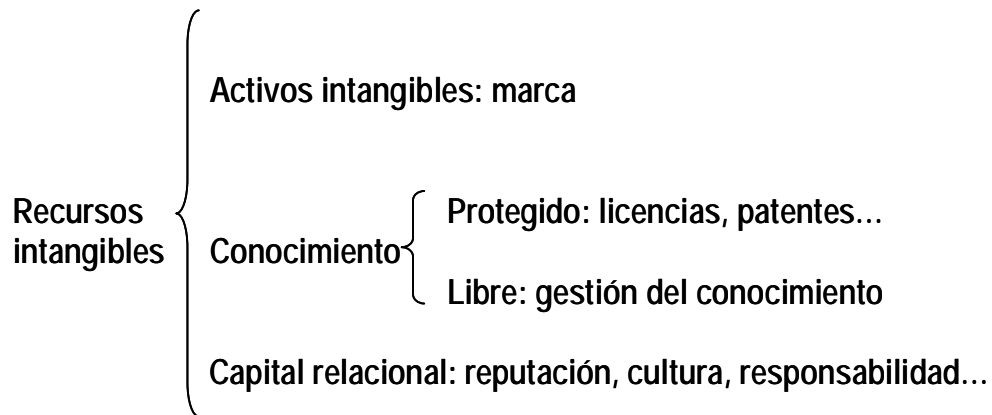 Activos intangibles: marca
Recursos
intangibles
Conocimiento
Protegido: licencias, patentes...
Libre: gestión del conocimiento
Capital relacional: reputación, cultura, responsabilidad...